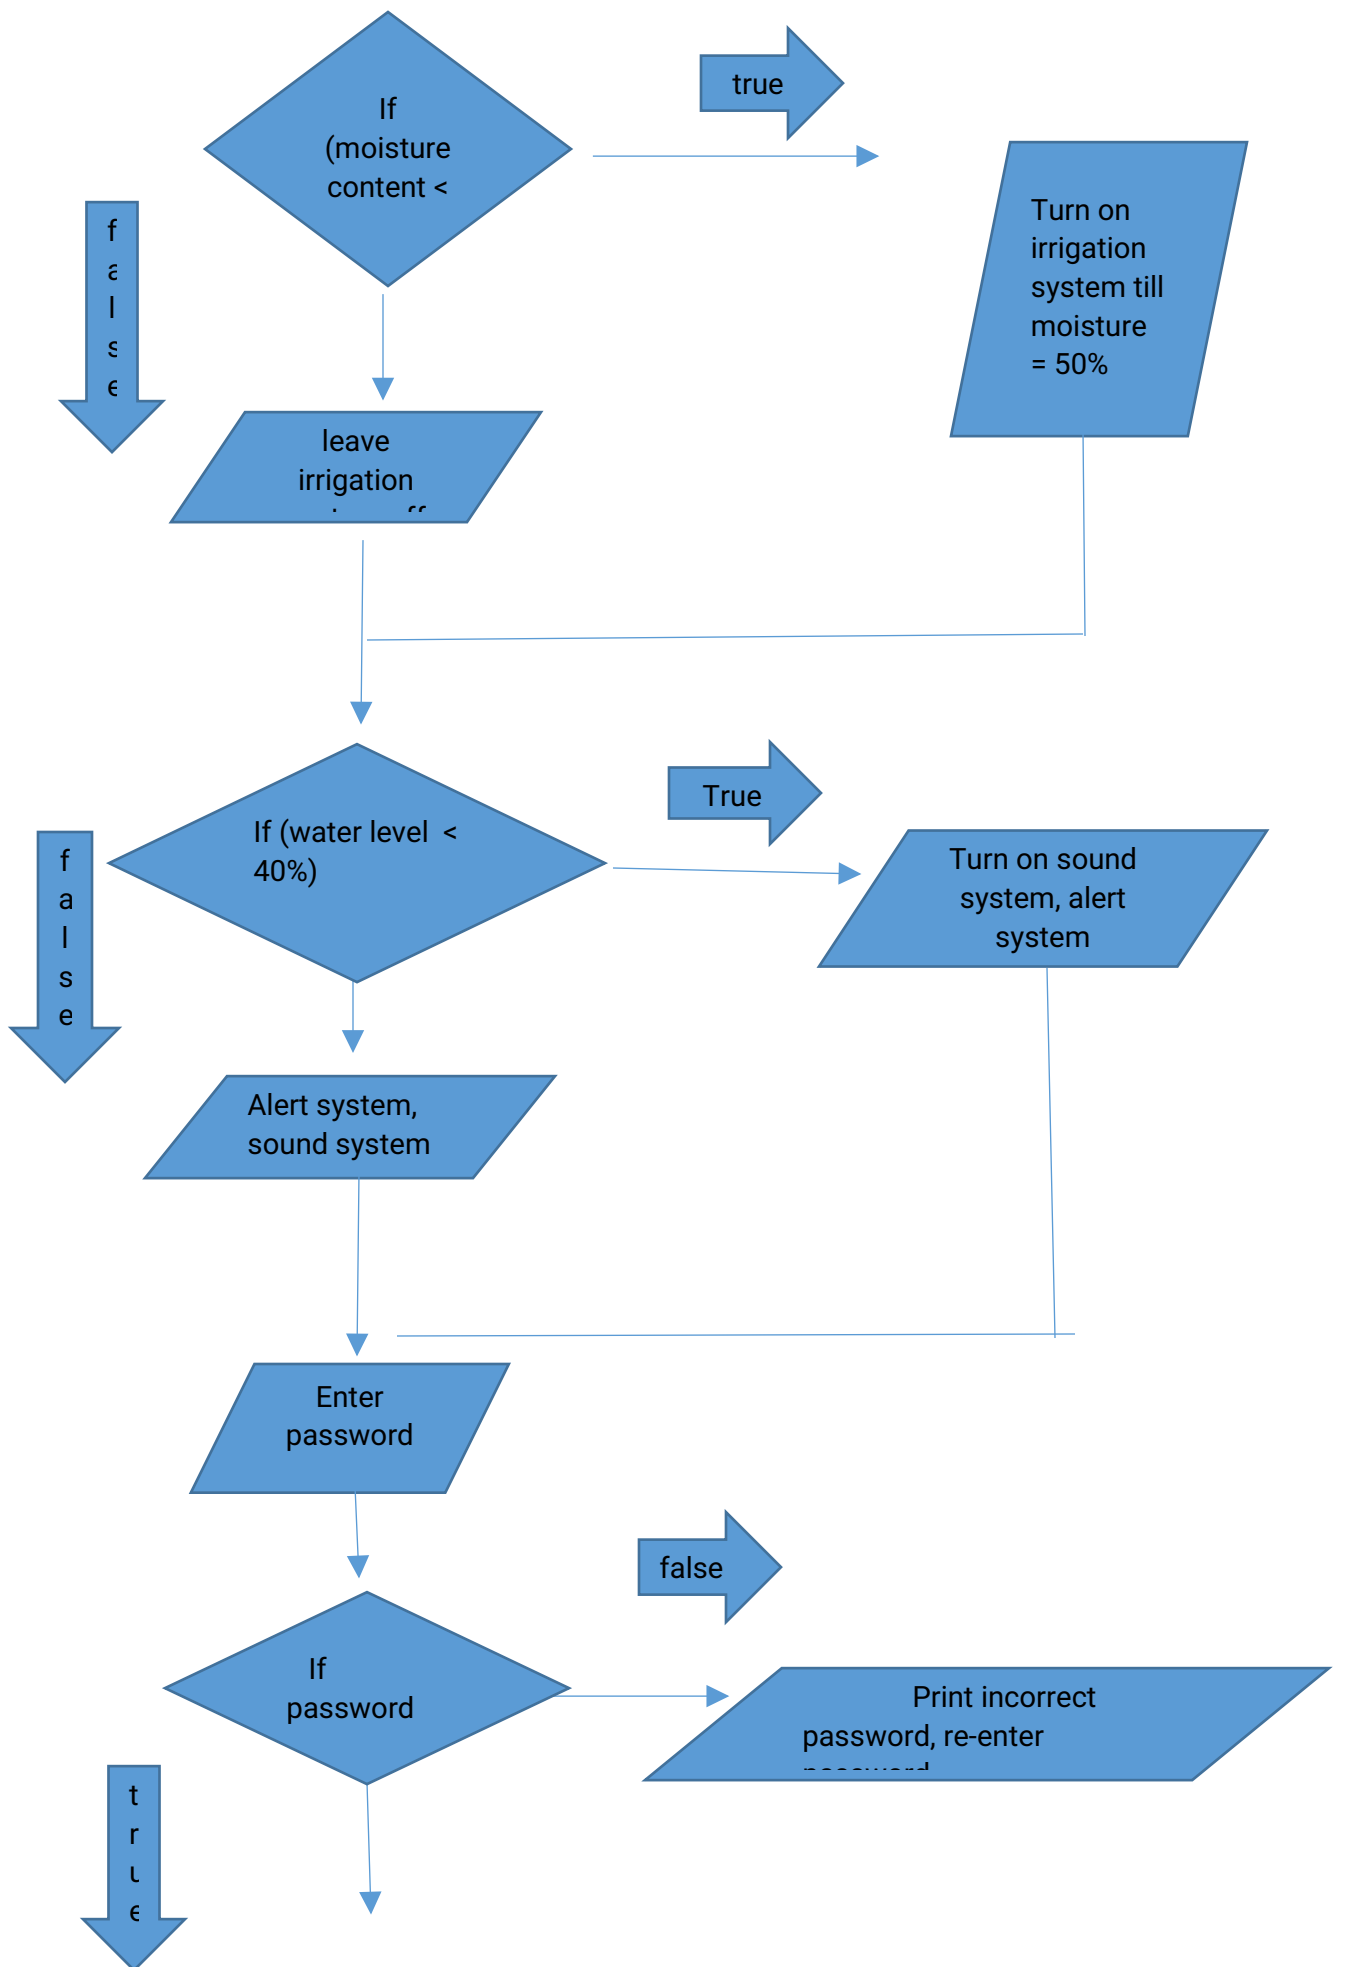 If
(moisture
content <
true
f
a
l
s
e
Turn on
irrigation
system till
moisture
= 50%
leave
irrigation
If (water level <
40%)
True
f
a
l
s
e
Turn on sound
system, alert
system
Alert system,
sound system
Enter
password
false
If
password
Print incorrect
password, re-enter
t
r
u
e